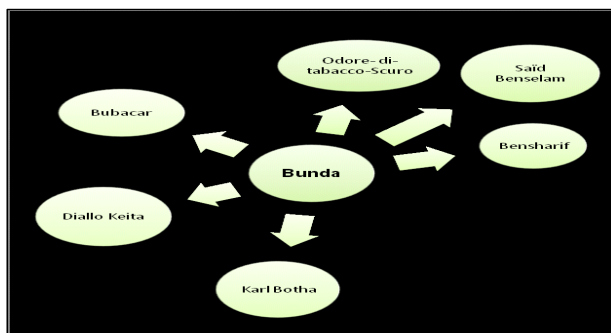 Odore- di-
tabacco-Scuro
Saïd
Benselam
Bubacar
Bensharif
Bunda
Diallo Keita
Karl Botha